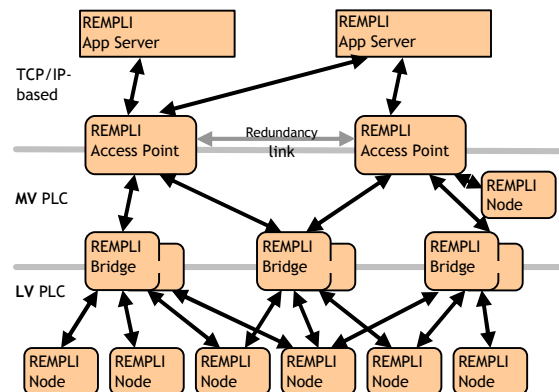 REMPLI
App Server
REMPLI
App Server
TCP/IP-
based
REMPLI
Access Point
Redundancy
link
REMPLI
Access Point
MV PLC
REMPLI
Node
REMPLI
Bridge
REMPLI
Bridge
REMPLI
Bridge
LV PLC
REMPLI
Node
REMPLI
Node
REMPLI
Node
REMPLI
Node
REMPLI
Node
REMPLI
Node